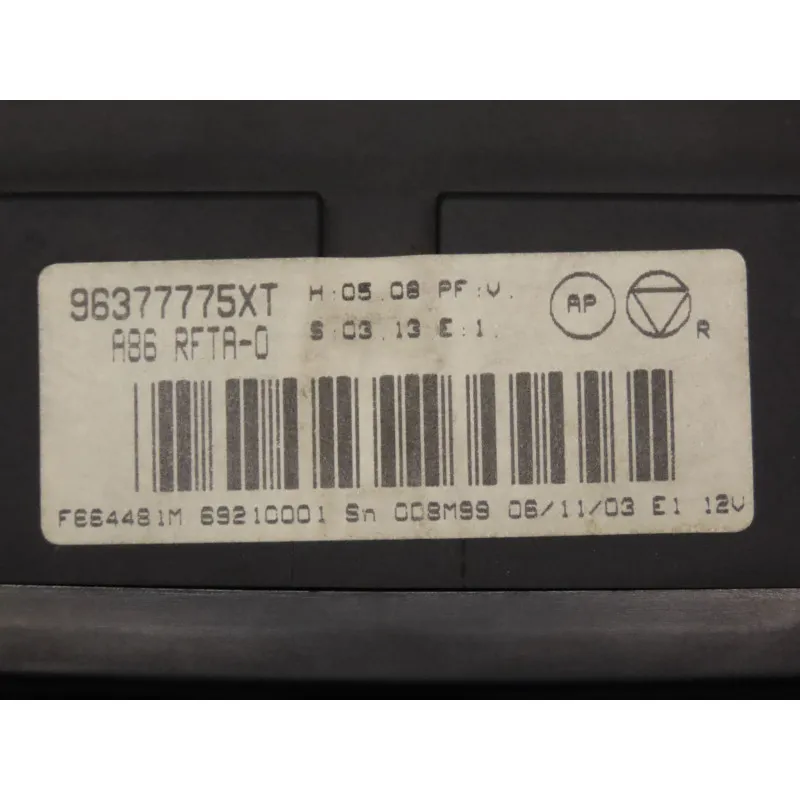 96377775XT H:05.08 PF:V.
A86 RFTA-0 S:03.13 E:1.
AP
R
F664481M 69210001 Sn 008M99 06/11/03 E1 12V